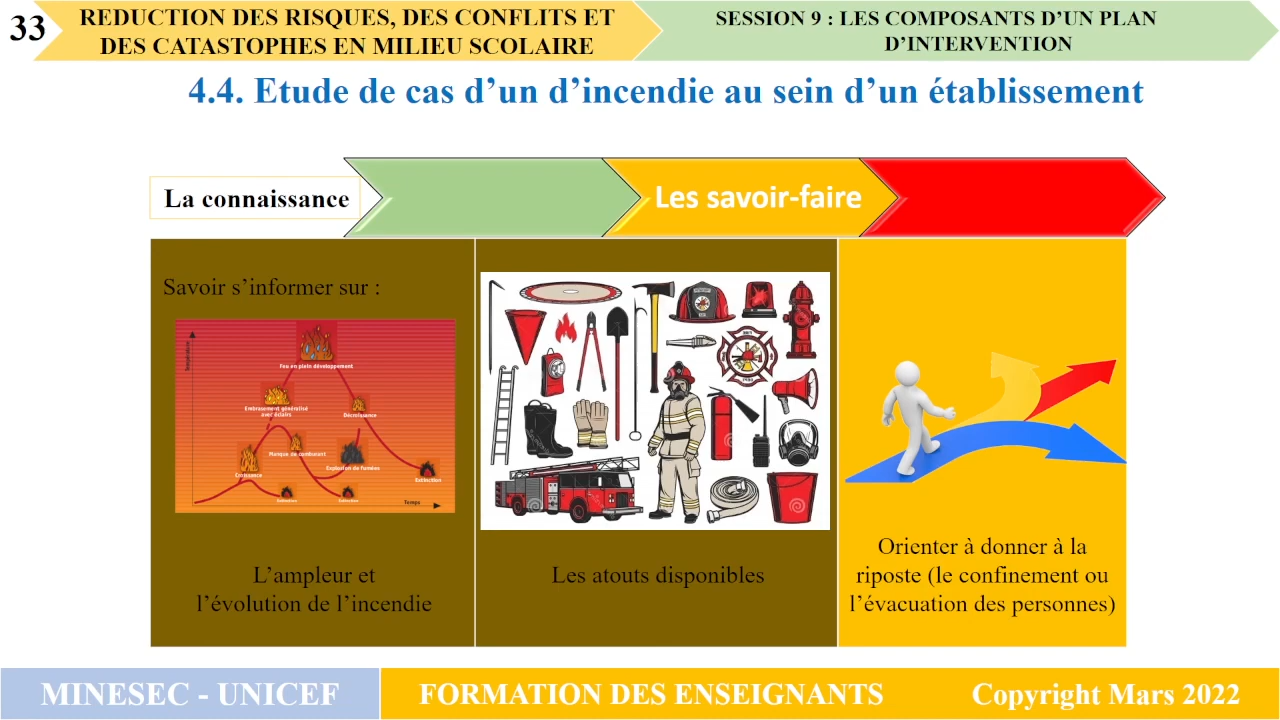 33
REDUCTION DES RISQUES, DES CONFLITS ET
DES CATASTOPHES EN MILIEU SCOLAIRE
SESSION 9 : LES COMPOSANTS D’UN PLAN
D’INTERVENTION
4.4. Etude de cas d’un d’incendie au sein d’un établissement
La connaissance
Les savoir-faire
Savoir s’informer sur :
Température
Feu en plein développement
Embrasement généralisé
avec éclairs
Décroissance
Manque de comburant
Croissance
Explosion de fumées
Extinction
Extinction
Extinction
Temps
L’ampleur et
l’évolution de l’incendie
Les atouts disponibles
Orienter à donner à la
riposte (le confinement ou
l’évacuation des personnes)
MINESEC - UNICEF
FORMATION DES ENSEIGNANTS
Copyright Mars 2022